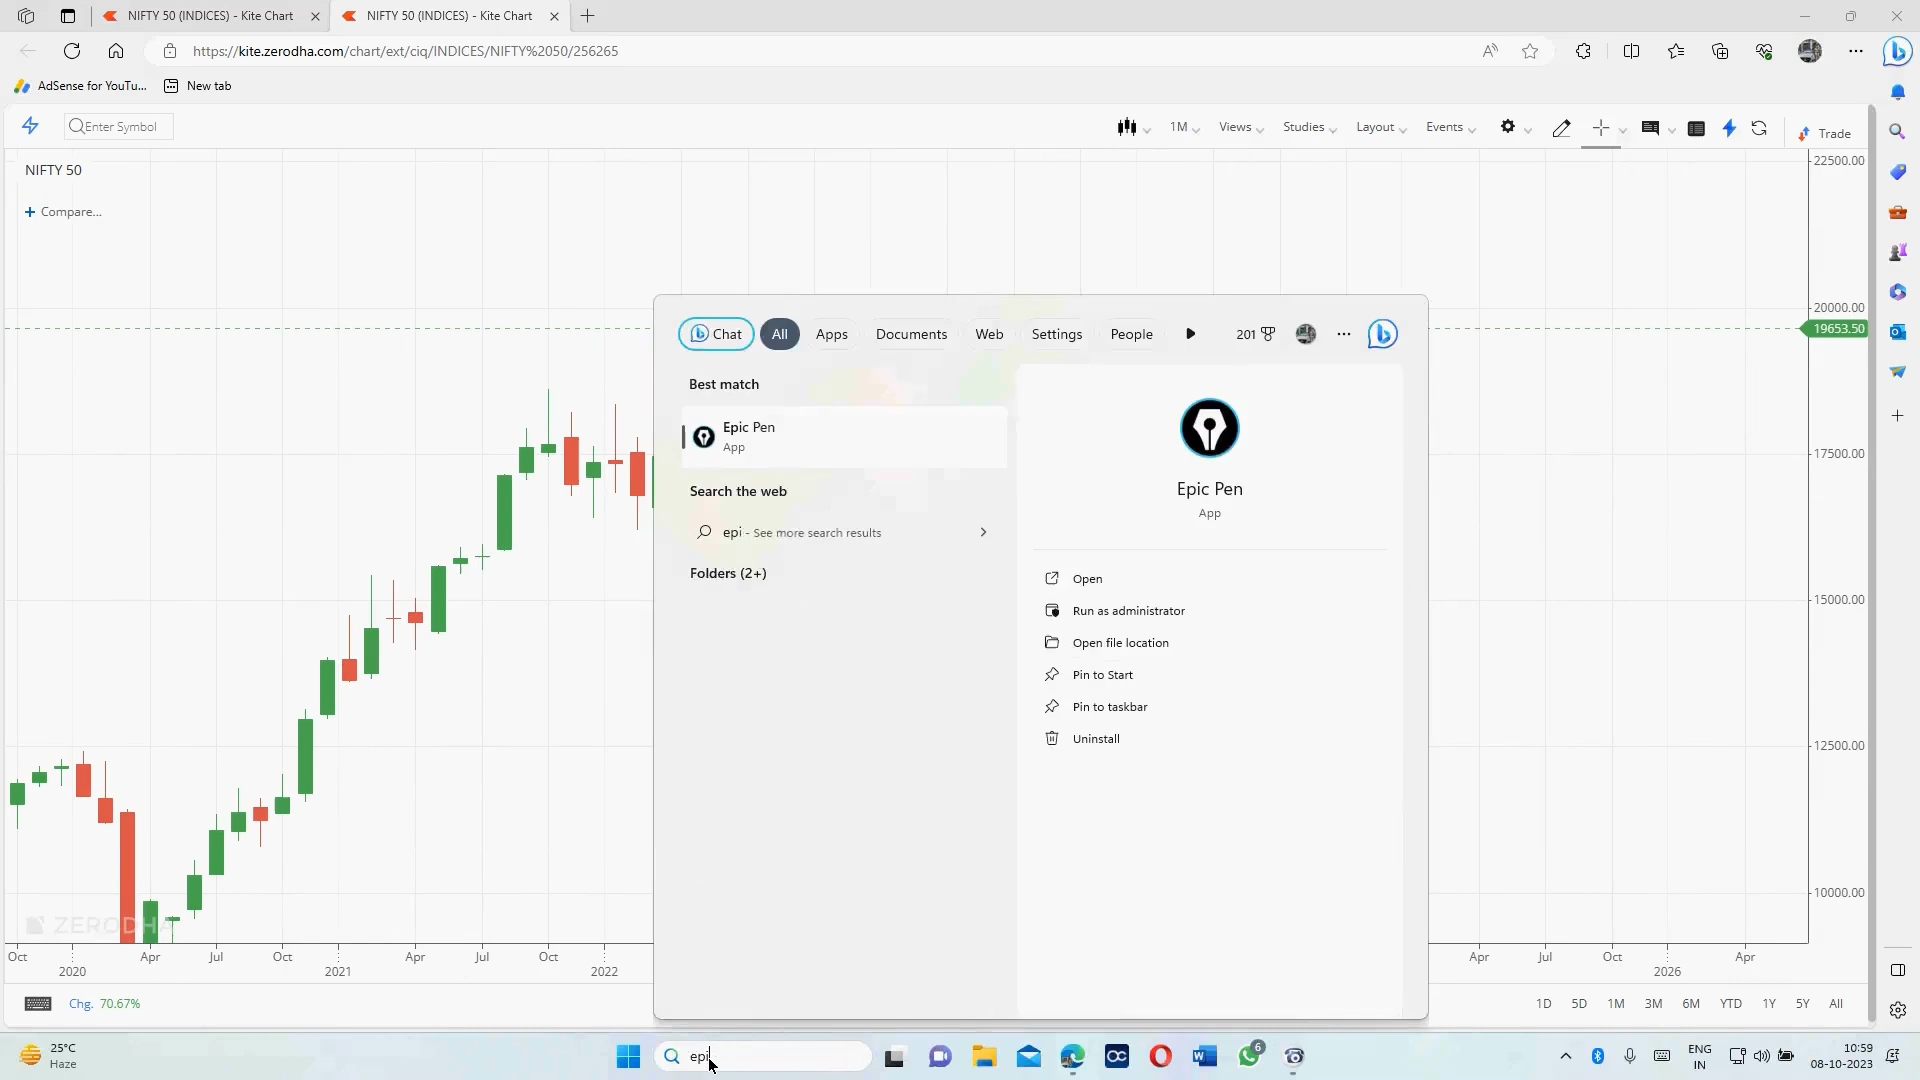 NIFTY 50 (INDICES) - Kite Chart
NIFTY 50 (INDICES) - Kite Chart
https://kite.zerodha.com/chart/ext/ciq/INDICES/NIFTY%2050/256265
AdSense for YouTu...
New tab
Enter Symbol
1M
Views
Studies
Layout
Events
Trade
NIFTY 50
Compare...
22500.00
20000.00
19653.50
17500.00
15000.00
12500.00
10000.00
Chat
All
Apps
Documents
Web
Settings
People
201
Best match
Epic Pen
App
Search the web
epi - See more search results
Folders (2+)
Epic Pen
App
Open
Run as administrator
Open file location
Pin to Start
Pin to taskbar
Uninstall
ZERODHA
Oct
Apr
Jul
Oct
Apr
Jul
Oct
Apr
Jul
Oct
Apr
2020
2021
2022
2026
Chg. 70.67%
1D
5D
1M
3M
6M
YTD
1Y
5Y
All
25°C
Haze
epi
OC
6
ENG
IN
10:59
08-10-2023